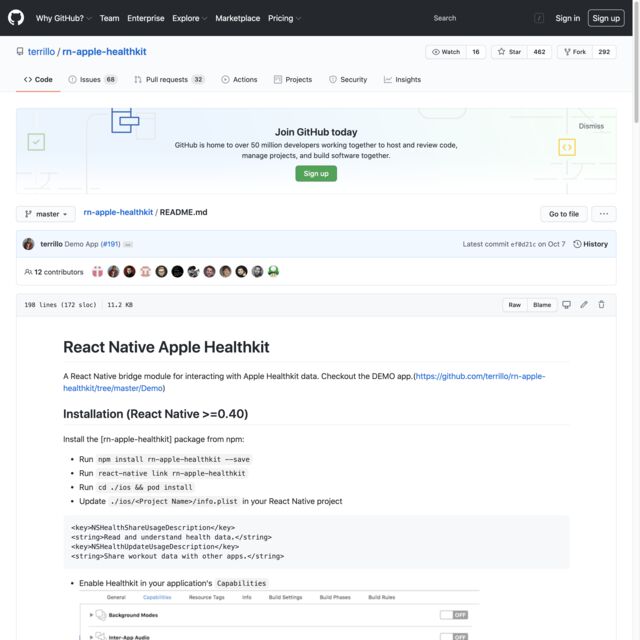 Why GitHub? Team Enterprise Explore Marketplace Pricing Search / Sign in Sign up
terrillo / rn-apple-healthkit Watch 16 Star 462 Fork 292
Code Issues 68 Pull requests 32 Actions Projects Security Insights
Dismiss
Join GitHub today
GitHub is home to over 50 million developers working together to host and review code,
manage projects, and build software together.
Sign up
master rn-apple-healthkit / README.md Go to file ...
terrillo Demo App (#191) ... Latest commit ef0d21c on Oct 7 History
12 contributors
198 lines (172 sloc) 11.2 KB Raw Blame
React Native Apple Healthkit
A React Native bridge module for interacting with Apple Healthkit data. Checkout the DEMO app.(https://github.com/terrillo/rn-apple-
healthkit/tree/master/Demo)
Installation (React Native >=0.40)
Install the [rn-apple-healthkit] package from npm:
• Run npm install rn-apple-healthkit --save
• Run react-native link rn-apple-healthkit
• Run cd ./ios && pod install
• Update ./ios/<Project Name>/info.plist in your React Native project
<key>NSHealthShareUsageDescription</key>
<string>Read and understand health data.</string>
<key>NSHealthUpdateUsageDescription</key>
<string>Share workout data with other apps.</string>
• Enable Healthkit in your application's Capabilities
General Capabilities Resource Tags Info Build Settings Build Phases Build Rules
Background Modes OFF
Inter-App Audio OFF